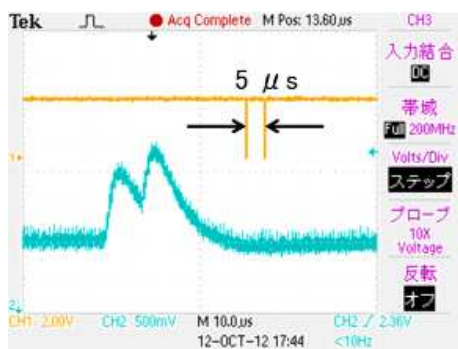 Tek Acq Complete M Pos: 13.60µs CH3
入力結合
DC
5 μs
帯域
Full 200MHz
1
Volts/Div
ステップ
プローブ
10X
Voltage
反転
オフ
2
CH1 2.00V CH2 500mV M 10.0µs CH2 2.36V
12-OCT-12 17:44 <10Hz